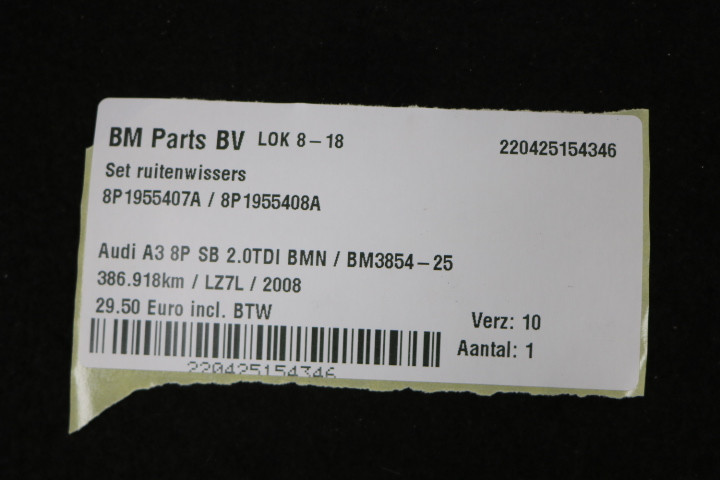 BM Parts BV LOK 8-18 220425154346
Set ruitenwissers
8P1955407A / 8P1955408A
Audi A3 8P SB 2.0TDI BMN / BM3854-25
386.918km / LZ7L / 2008
29.50 Euro incl. BTW
Verz: 10
Aantal: 1
220425154346